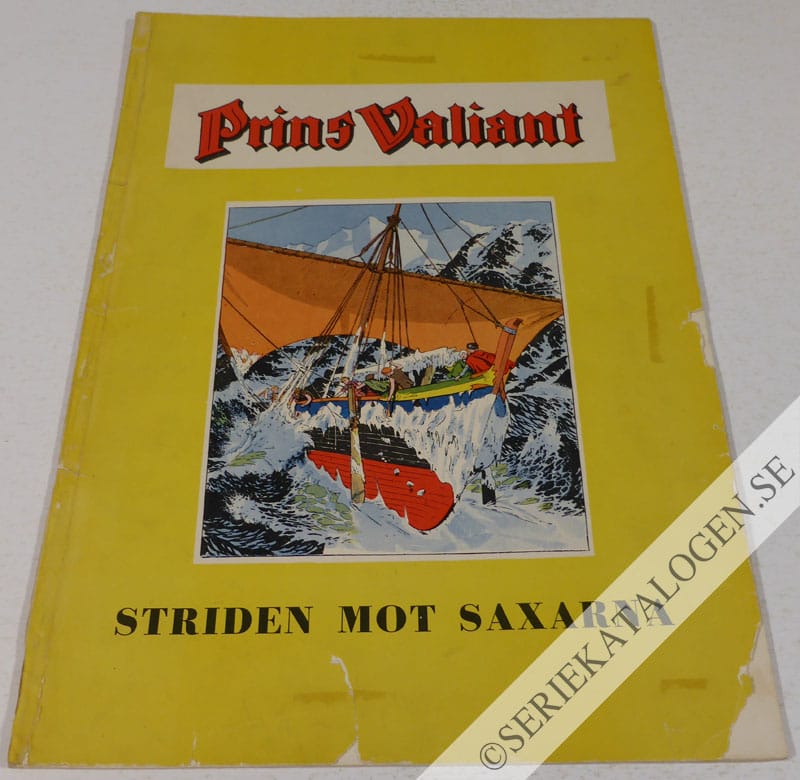 Prins Valiant
STRIDEN MOT SAXARNA
©SERIEKATALOGEN.SE